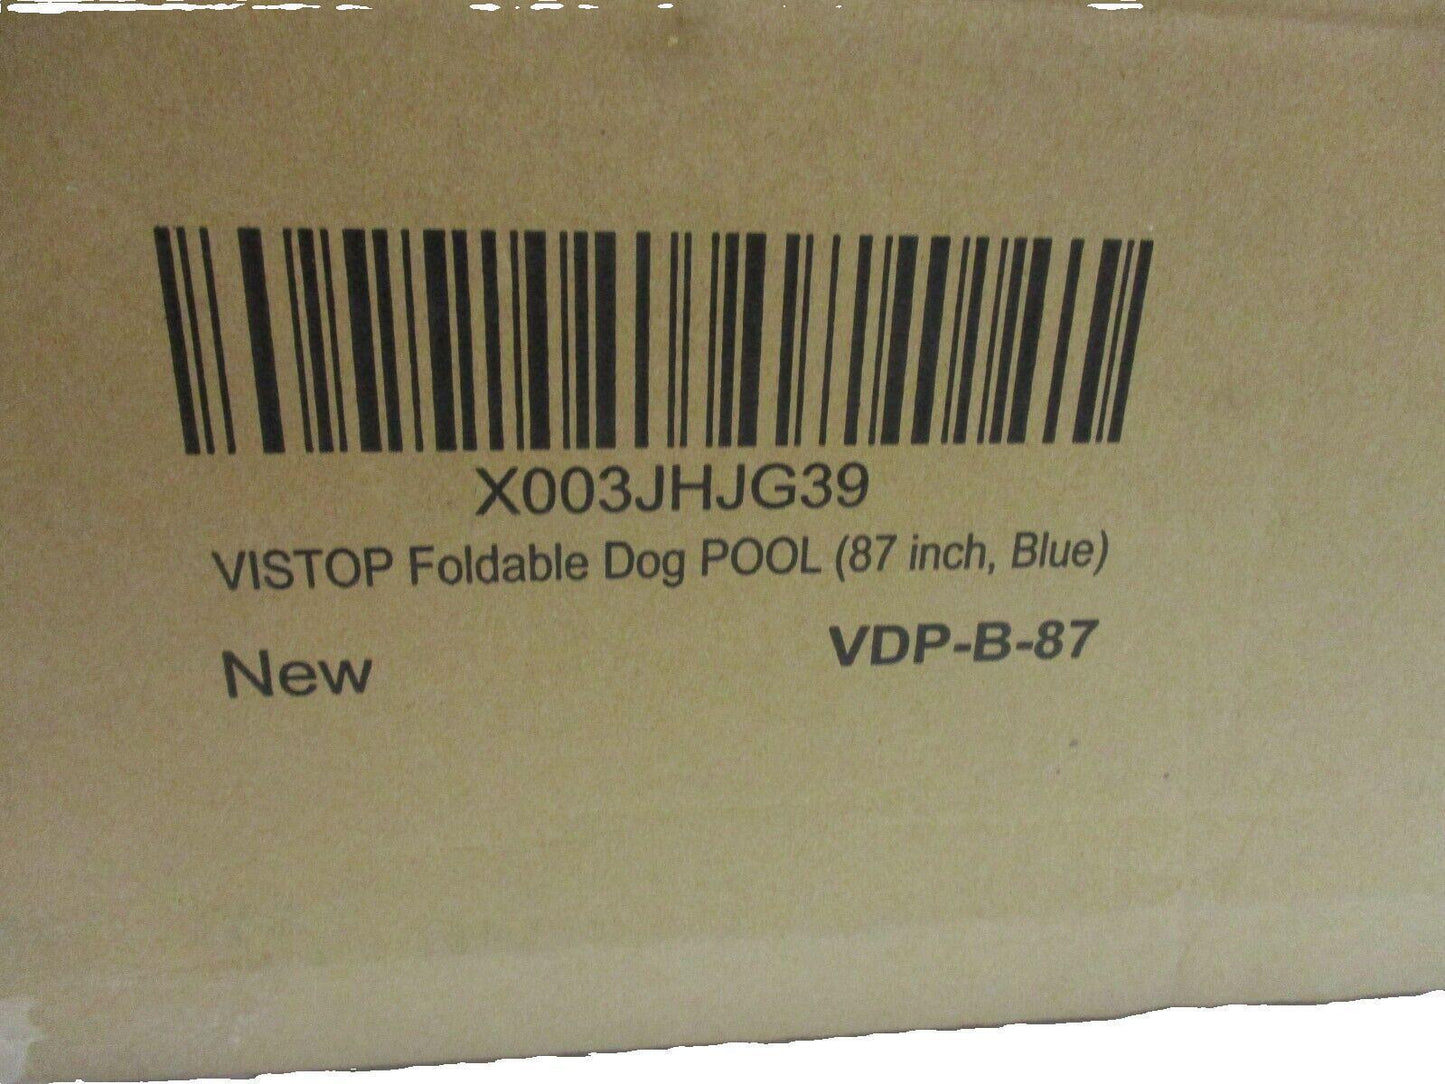 X003JHJG39
VISTOP Foldable Dog POOL (87 inch, Blue)
New
VDP-B-87